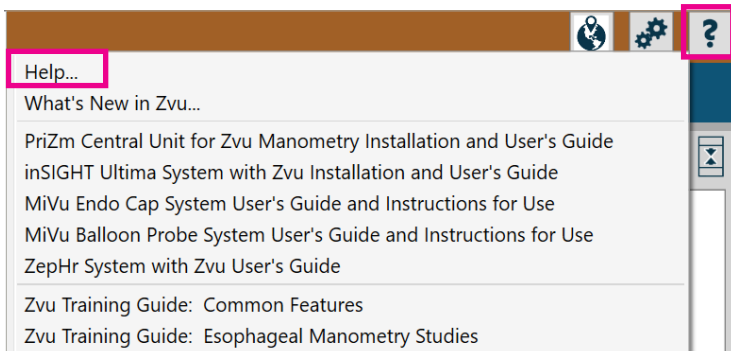 ?
Help...
What's New in Zvu...
PriZm Central Unit for Zvu Manometry Installation and User's Guide
inSIGHT Ultima System with Zvu Installation and User's Guide
MiVu Endo Cap System User's Guide and Instructions for Use
MiVu Balloon Probe System User's Guide and Instructions for Use
ZepHr System with Zvu User's Guide
Zvu Training Guide: Common Features
Zvu Training Guide: Esophageal Manometry Studies